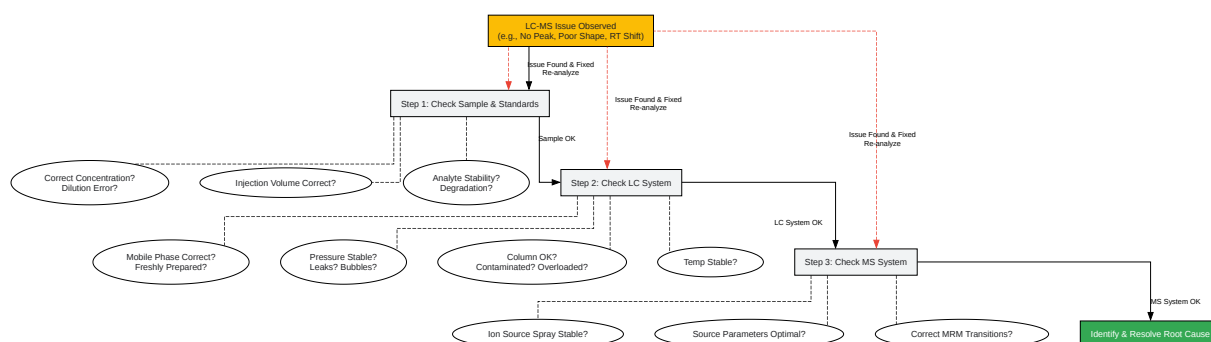 LC-MS Issue Observed
(e.g., No Peak, Poor Shape, RT Shift)
Issue Found & Fixed
Re-analyze
Step 1: Check Sample & Standards
Issue Found & Fixed
Re-analyze
Sample OK
Issue Found & Fixed
Re-analyze
Correct Concentration?
Dilution Error?
Injection Volume Correct?
Analyte Stability?
Degradation?
Step 2: Check LC System
LC System OK
Mobile Phase Correct?
Freshly Prepared?
Pressure Stable?
Leaks? Bubbles?
Column OK?
Contaminated? Overloaded?
Temp Stable?
Step 3: Check MS System
MS System OK
Ion Source Spray Stable?
Source Parameters Optimal?
Correct MRM Transitions?
Identify & Resolve Root Cause